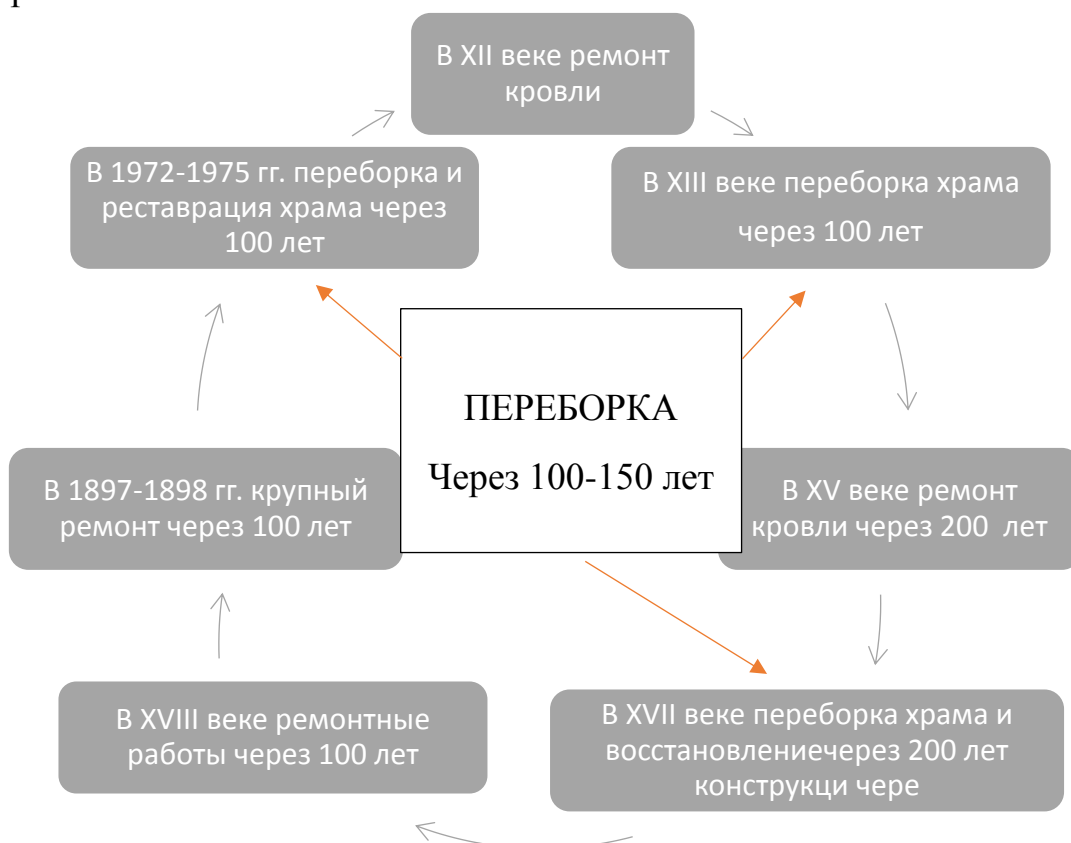 В XII веке ремонт
кровли
В XIII веке переборка храма
через 100 лет
В XV веке ремонт
кровли через 200 лет
В XVII веке переборка храма и
восстановлениечерез 200 лет
конструкци чере
В XVIII веке ремонтные
работы через 100 лет
В 1897-1898 гг. крупный
ремонт через 100 лет
В 1972-1975 гг. переборка и
реставрация храма через
100 лет
ПЕРЕБОРКА
Через 100-150 лет